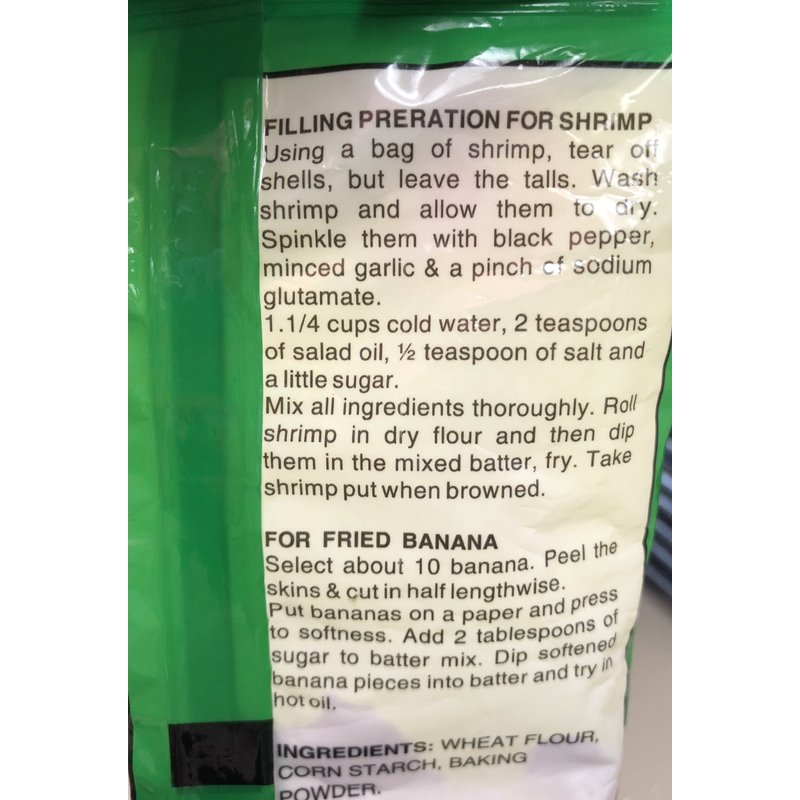 FILLING PRERATION FOR SHRIMP
Using a bag of shrimp, tear off
shells, but leave the talls. Wash
shrimp and allow them to dry.
Spinkle them with black pepper,
minced garlic & a pinch of sodium
glutamate.
1.1/4 cups cold water, 2 teaspoons
of salad oil, ½ teaspoon of salt and
a little sugar.
Mix all ingredients thoroughly. Roll
shrimp in dry flour and then dip
them in the mixed batter, fry. Take
shrimp put when browned.
FOR FRIED BANANA
Select about 10 banana. Peel the
skins & cut in half lengthwise.
Put bananas on a paper and press
to softness. Add 2 tablespoons of
sugar to batter mix. Dip softened
banana pieces into batter and try in
hot oil.
INGREDIENTS: WHEAT FLOUR,
CORN STARCH, BAKING
POWDER.